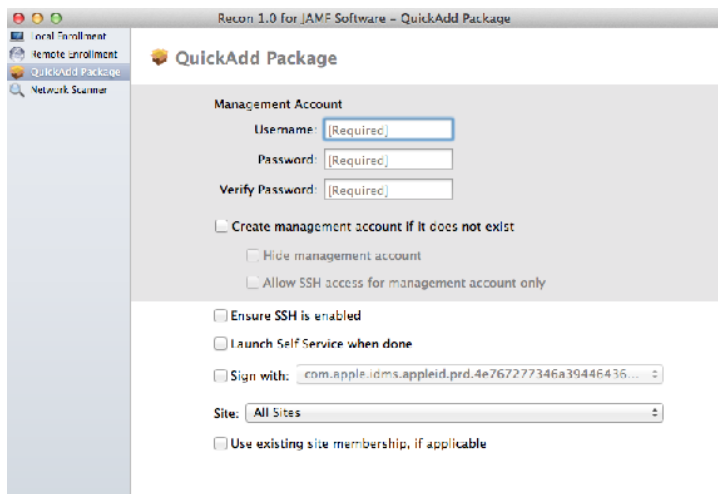 Recon 1.0 for JAMF Software – QuickAdd Package
Local Enrollment
Remote Enrollment
QuickAdd Package
Network Scanner
QuickAdd Package
Management Account
Username: [Required]
Password: [Required]
Verify Password: [Required]
Create management account if it does not exist
Hide management account
Allow SSH access for management account only
Ensure SSH is enabled
Launch Self Service when done
Sign with: com.apple.idms.appleid.prd.4e767277346a39446436...
Site: All Sites
Use existing site membership, if applicable